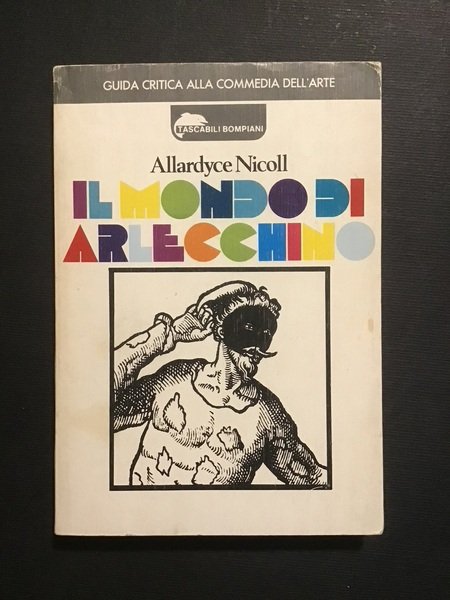 GUIDA CRITICA ALLA COMMEDIA DELL'ARTE
TASCABILI BOMPIANI
Allardyce Nicoll
IL MONDO DI
ARLECCHINO